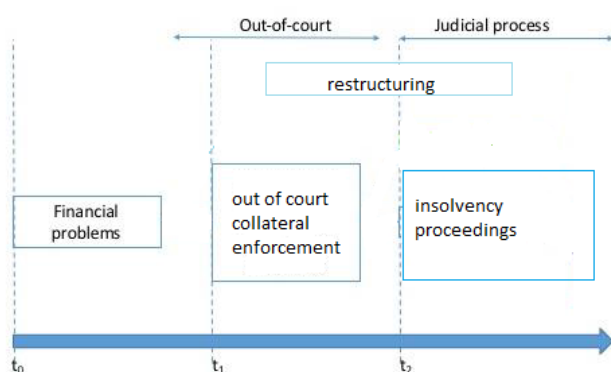 Out-of-court
Judicial process
restructuring
Financial
problems
out of court
collateral
enforcement
insolvency
proceedings
t0
t1
t2